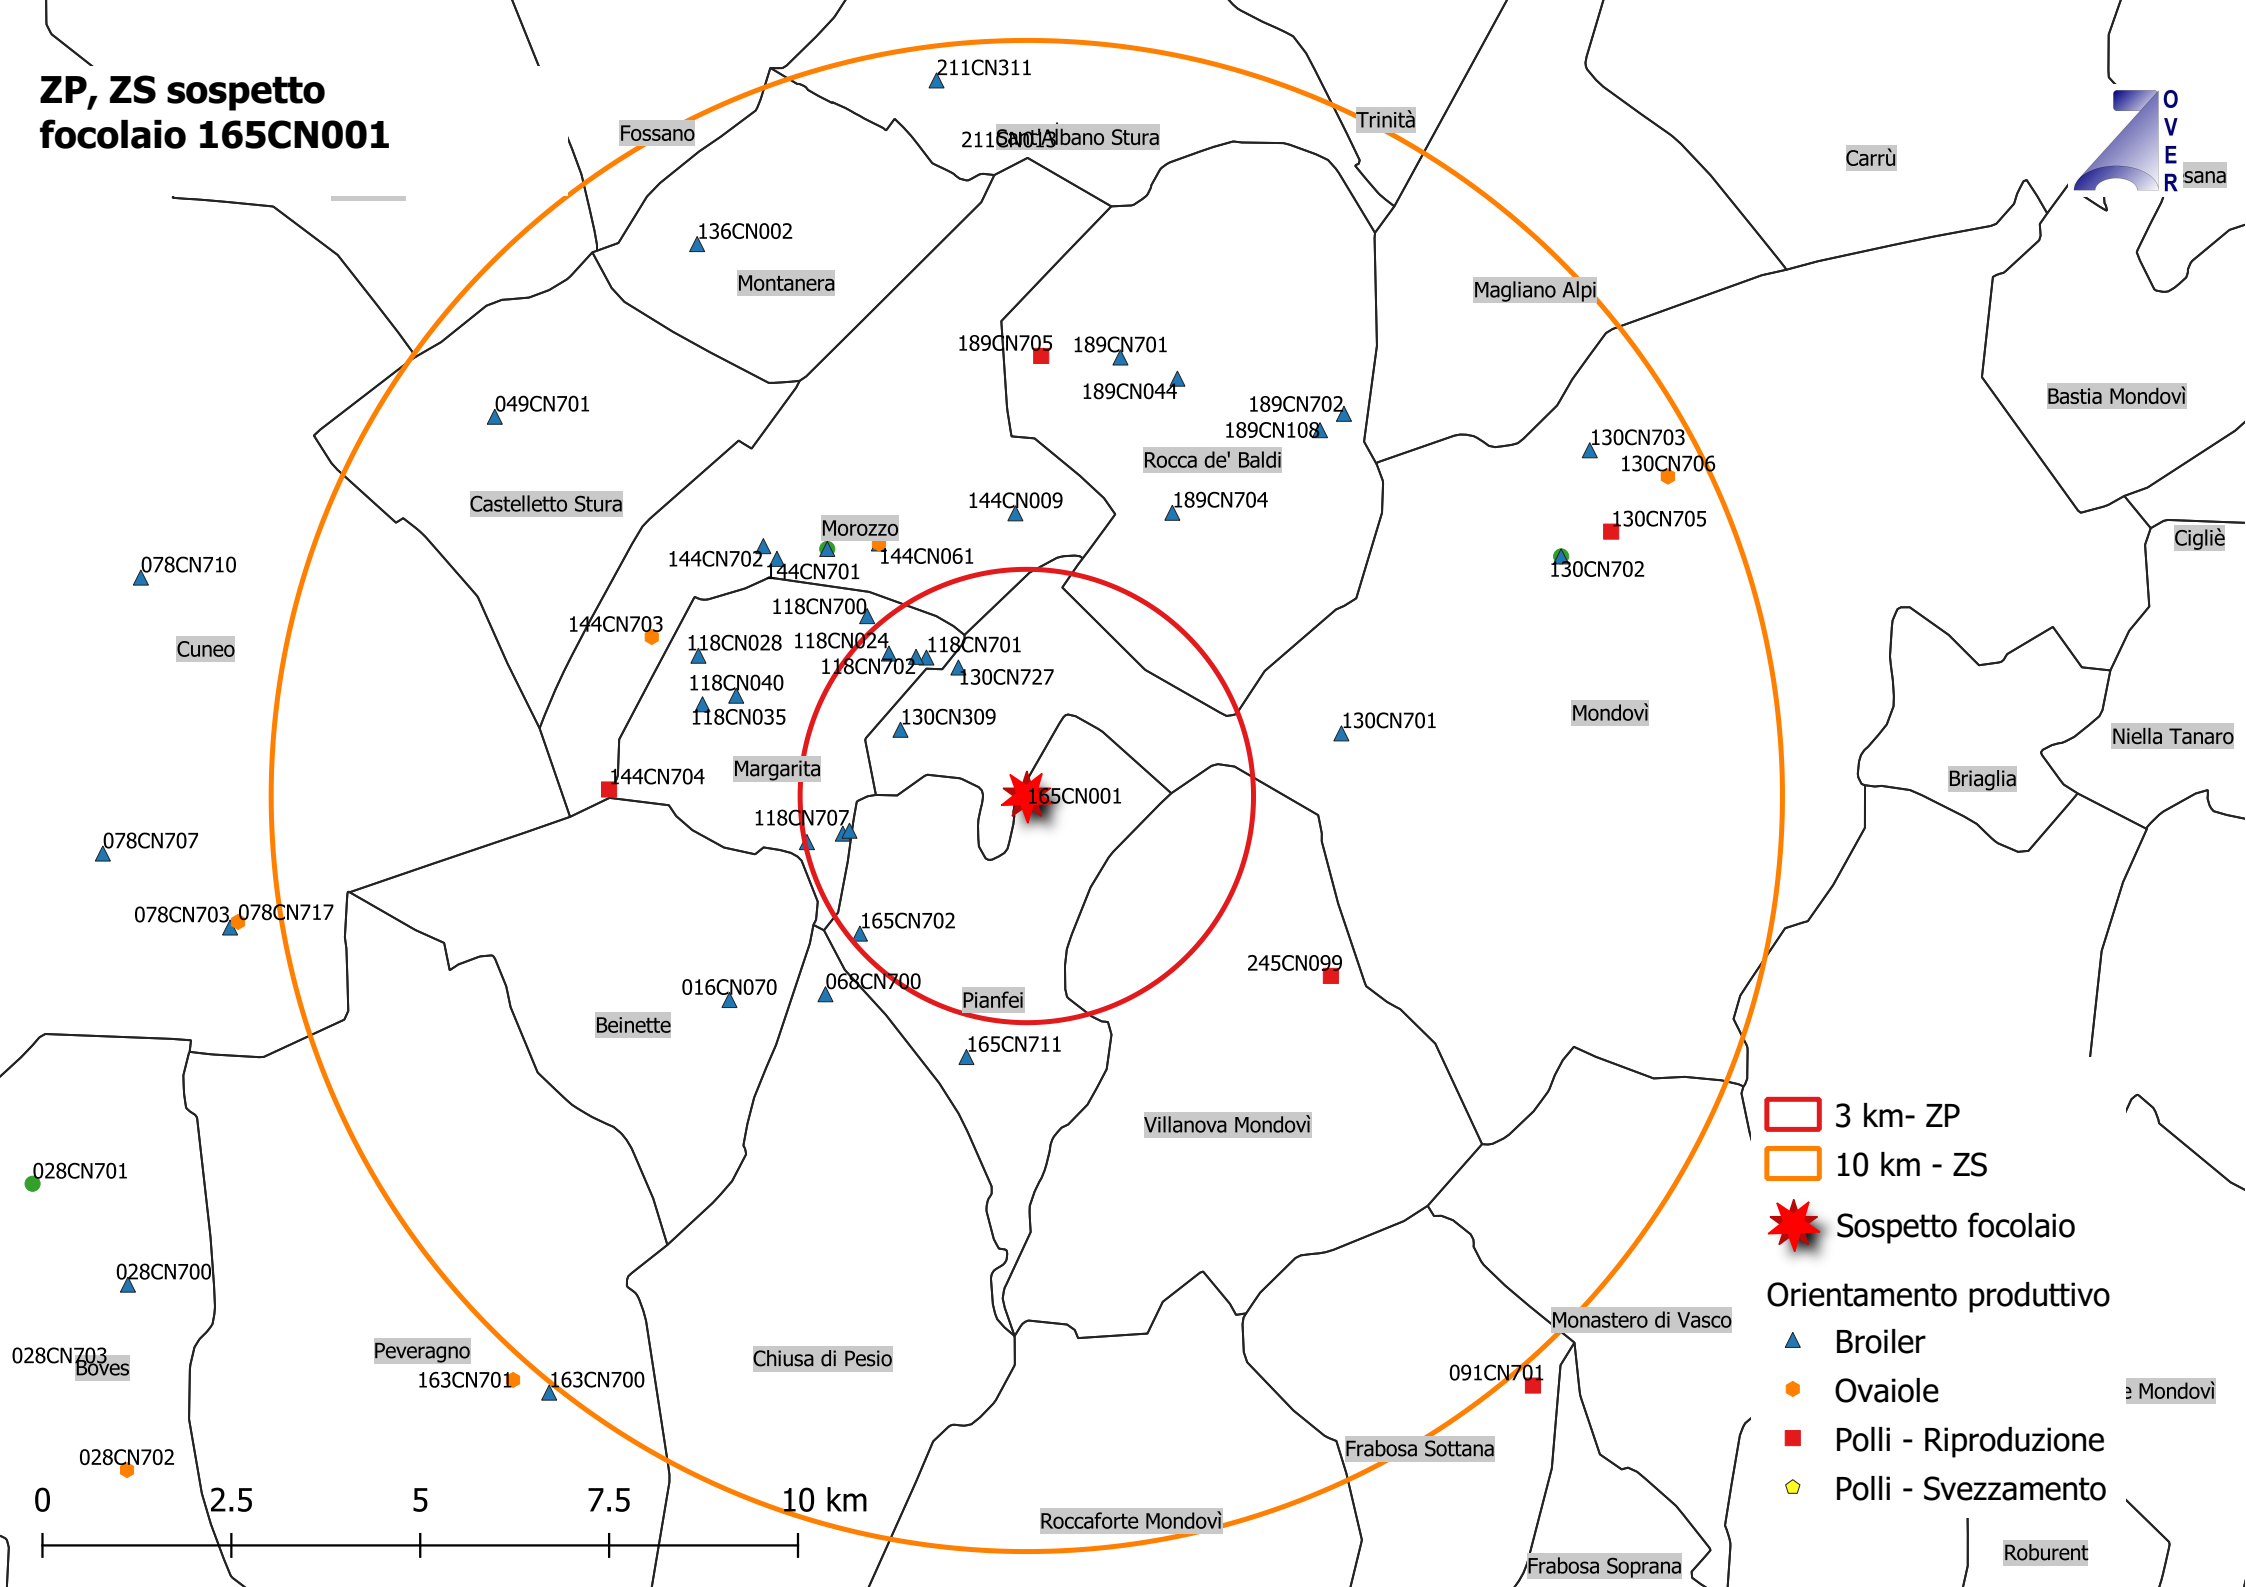 ZP, ZS sospetto
focolaio 165CN001
211CN311
Fossano
211CN013
Sant'Albano Stura
Trinità
Carrù
OVER
sana
136CN002
Montanera
Magliano Alpi
189CN705
189CN701
189CN044
049CN701
189CN702
189CN108
Bastia Mondovì
130CN703
130CN706
Rocca de' Baldi
Castelletto Stura
144CN009
189CN704
130CN705
Morozzo
Cigliè
144CN702
144CN701
144CN061
130CN702
078CN710
118CN700
144CN703
118CN028
118CN024
118CN701
118CN702
130CN727
Cuneo
118CN040
118CN035
130CN309
130CN701
Mondovì
Niella Tanaro
Margarita
144CN704
Briaglia
165CN001
118CN707
078CN707
078CN703
078CN717
165CN702
245CN099
016CN070
068CN700
Pianfei
Beinette
165CN711
Villanova Mondovì
3 km- ZP
10 km - ZS
Sospetto focolaio
Orientamento produttivo
Broiler
Ovaiole
Polli - Riproduzione
Polli - Svezzamento
028CN701
028CN700
028CN703
Boves
Peveragno
163CN701
163CN700
Chiusa di Pesio
Monastero di Vasco
091CN701
e Mondovì
Frabosa Sottana
028CN702
0 2.5 5 7.5 10 km
Roccaforte Mondovì
Frabosa Soprana
Roburent